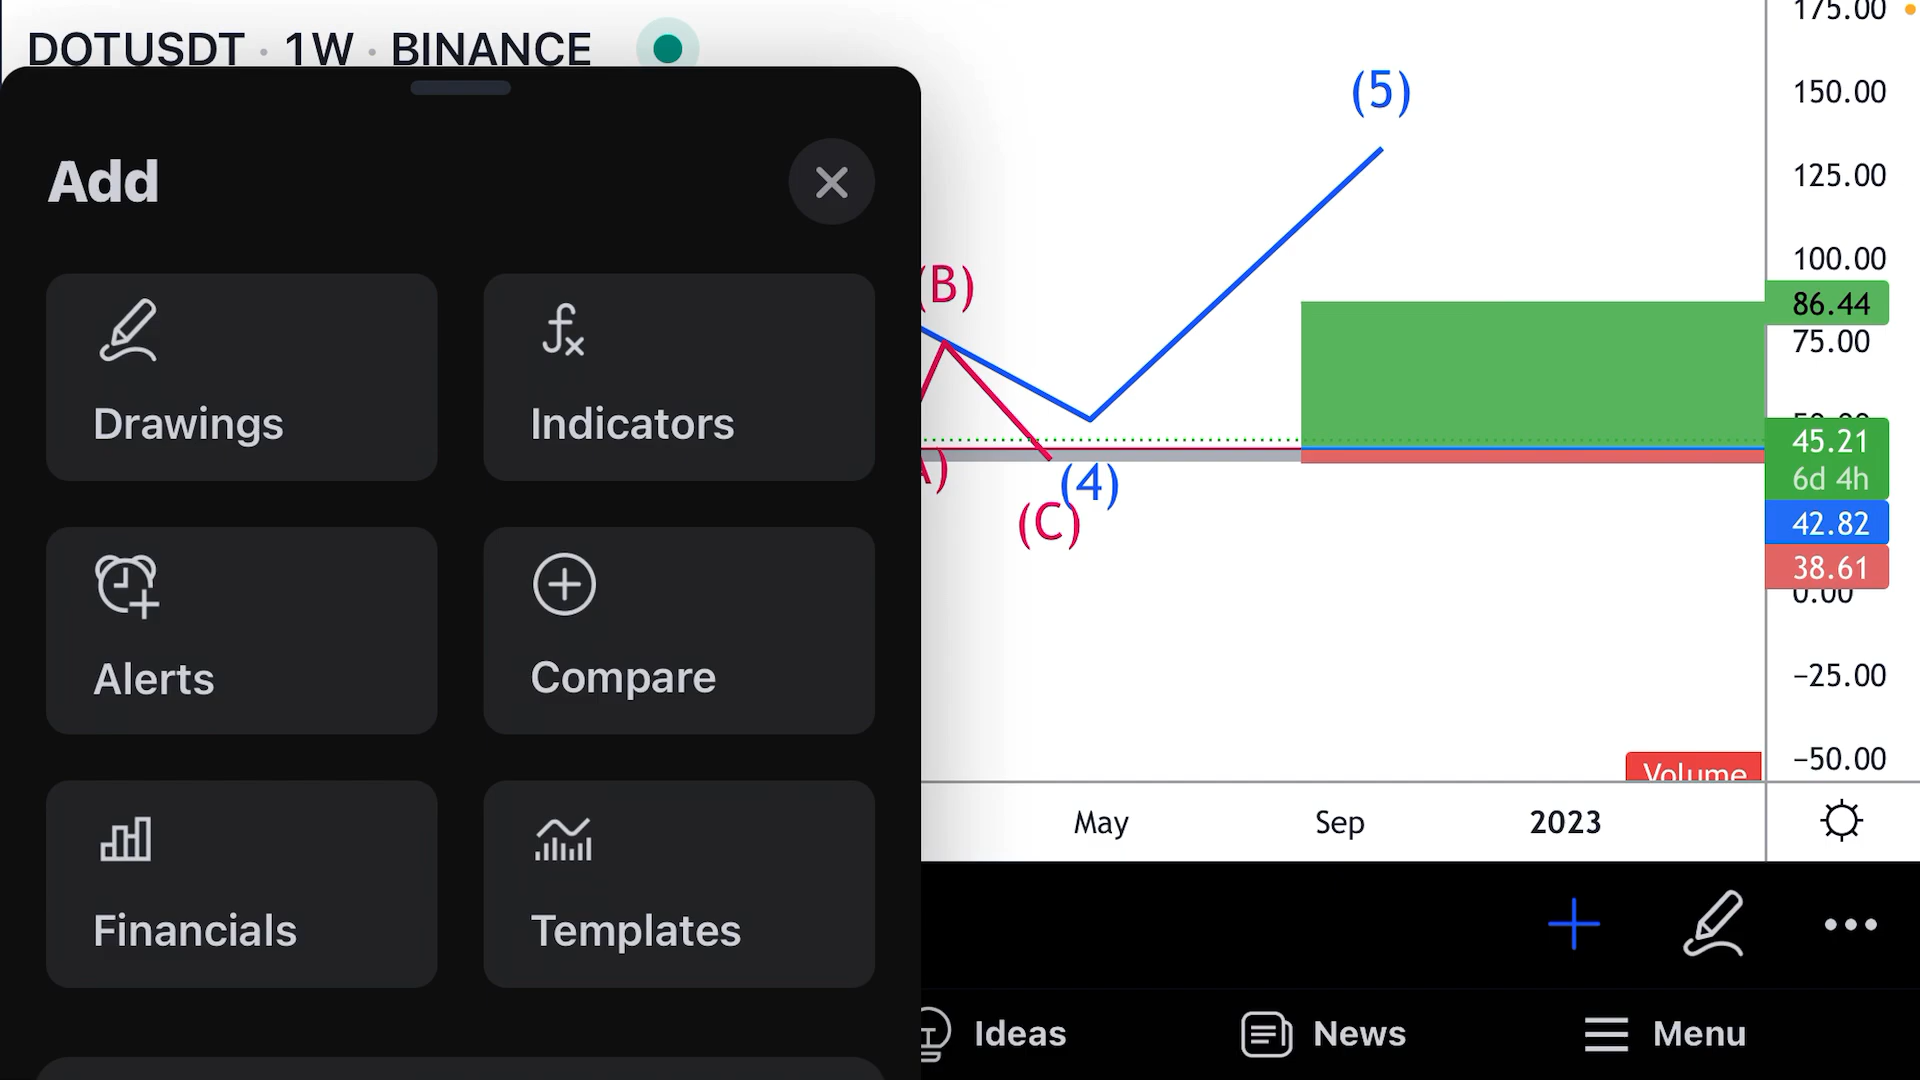 DOTUSDT · 1W · BINANCE
Add
Drawings
Indicators
Alerts
Compare
Financials
Templates
(5)
(B)
(4)
(C)
175.00
150.00
125.00
100.00
86.44
75.00
45.21
6d 4h
42.82
38.61
0.00
−25.00
−50.00
Volume
May
Sep
2023
Ideas
News
Menu